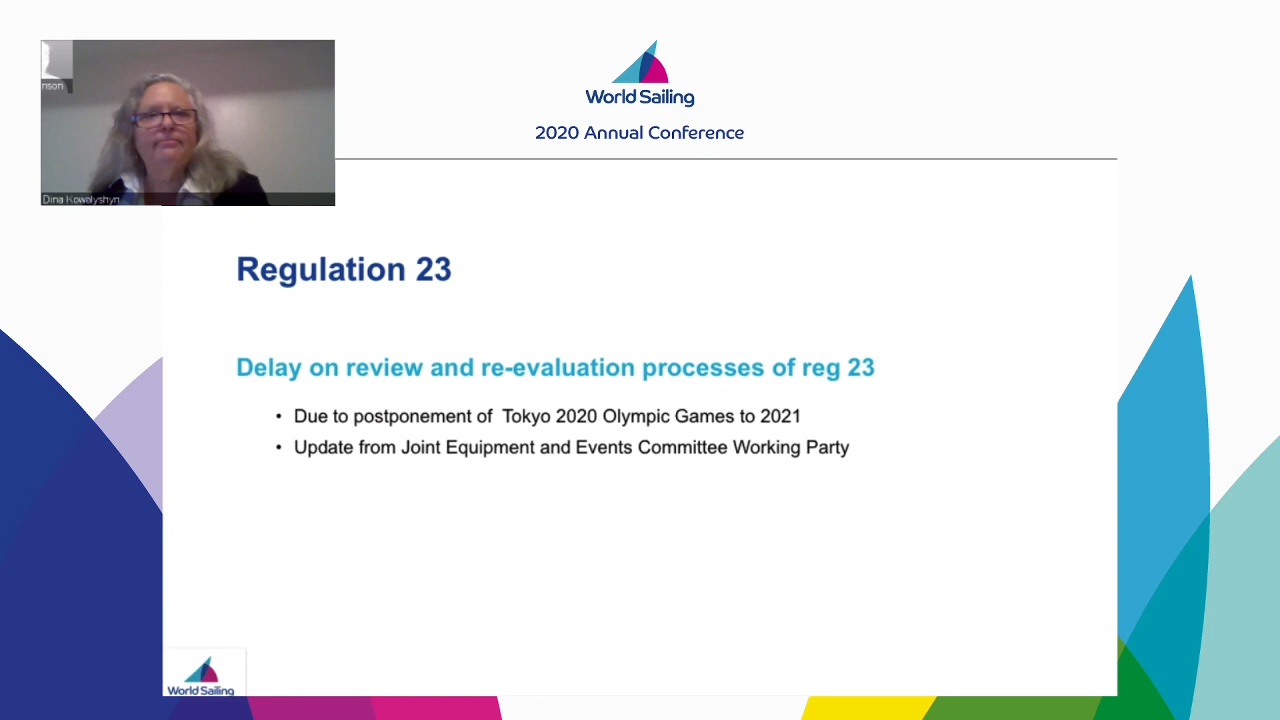 nson
Dina Kowalyshyn
World Sailing
2020 Annual Conference
Regulation 23
Delay on review and re-evaluation processes of reg 23
• Due to postponement of Tokyo 2020 Olympic Games to 2021
• Update from Joint Equipment and Events Committee Working Party
World Sailing